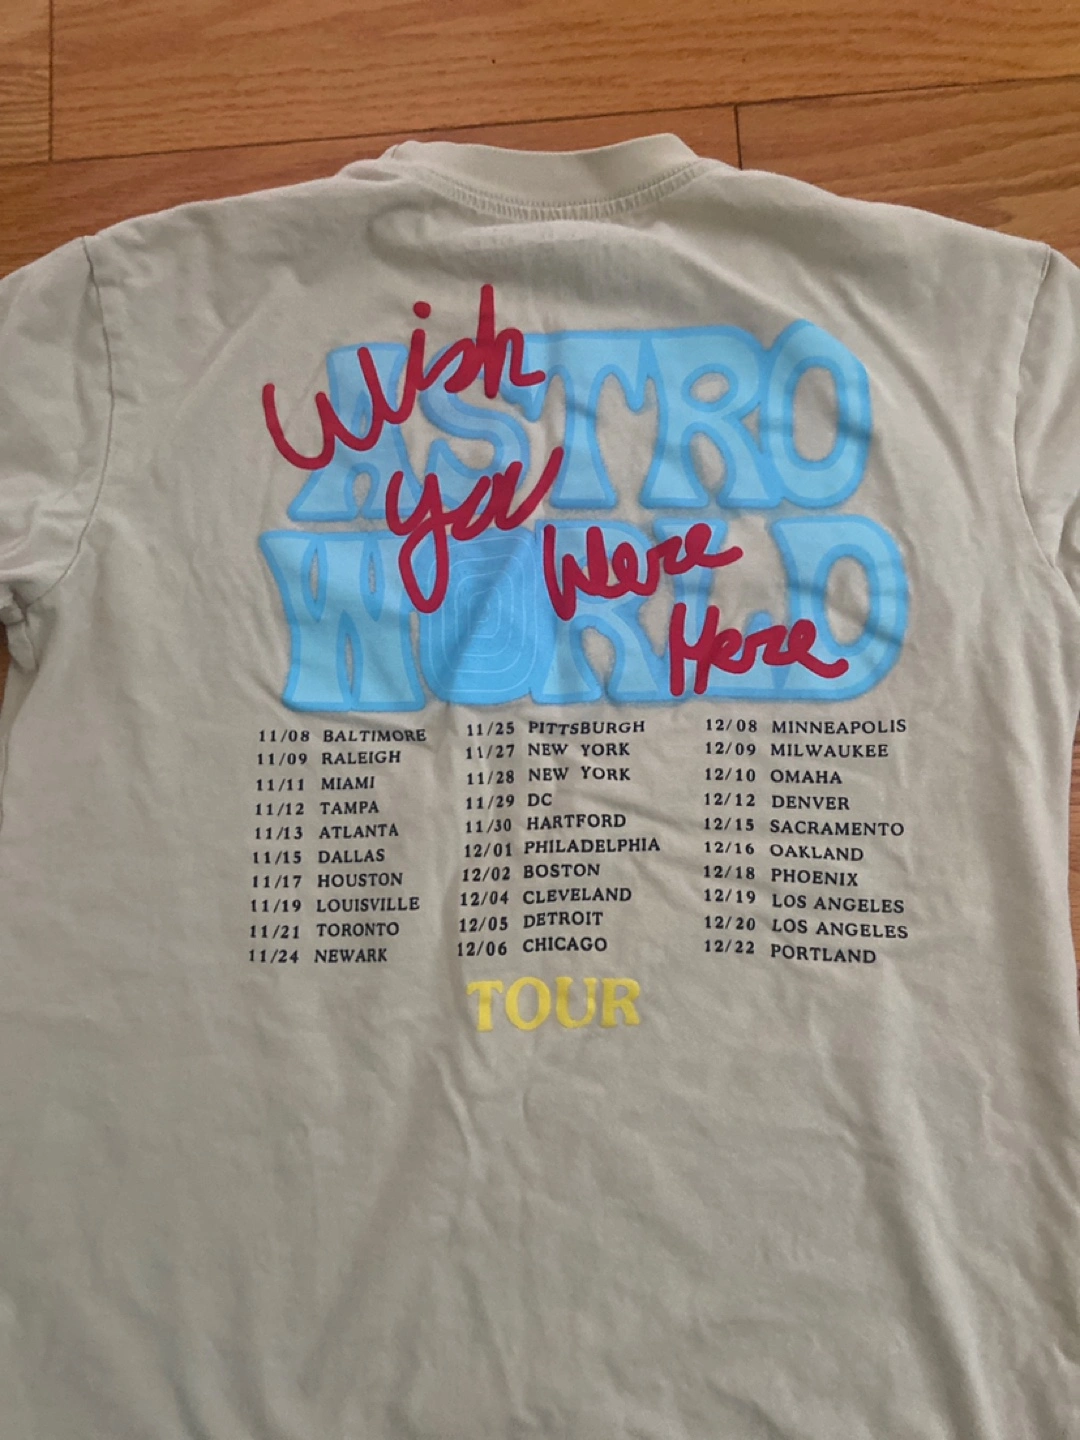 Wish
ASTRO
you
WORLD
Were
Here
11/08 BALTIMORE
11/09 RALEIGH
11/11 MIAMI
11/12 TAMPA
11/13 ATLANTA
11/15 DALLAS
11/17 HOUSTON
11/19 LOUISVILLE
11/21 TORONTO
11/24 NEWARK
11/25 PITTSBURGH
11/27 NEW YORK
11/28 NEW YORK
11/29 DC
11/30 HARTFORD
12/01 PHILADELPHIA
12/02 BOSTON
12/04 CLEVELAND
12/05 DETROIT
12/06 CHICAGO
12/08 MINNEAPOLIS
12/09 MILWAUKEE
12/10 OMAHA
12/12 DENVER
12/15 SACRAMENTO
12/16 OAKLAND
12/18 PHOENIX
12/19 LOS ANGELES
12/20 LOS ANGELES
12/22 PORTLAND
TOUR